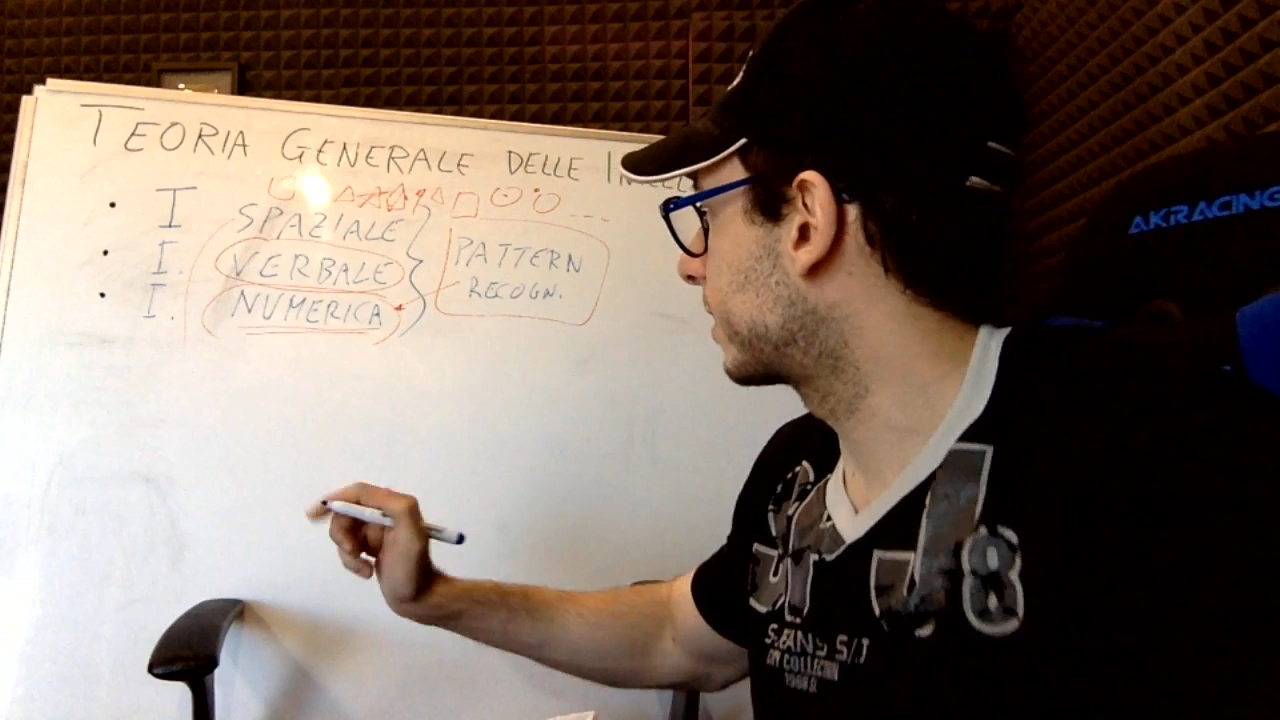 TEORIA GENERALE DELLE
• I SPAZIALE
• I. VERBALE
• I. NUMERICA
PATTERN
RECOGN.
AKRACING